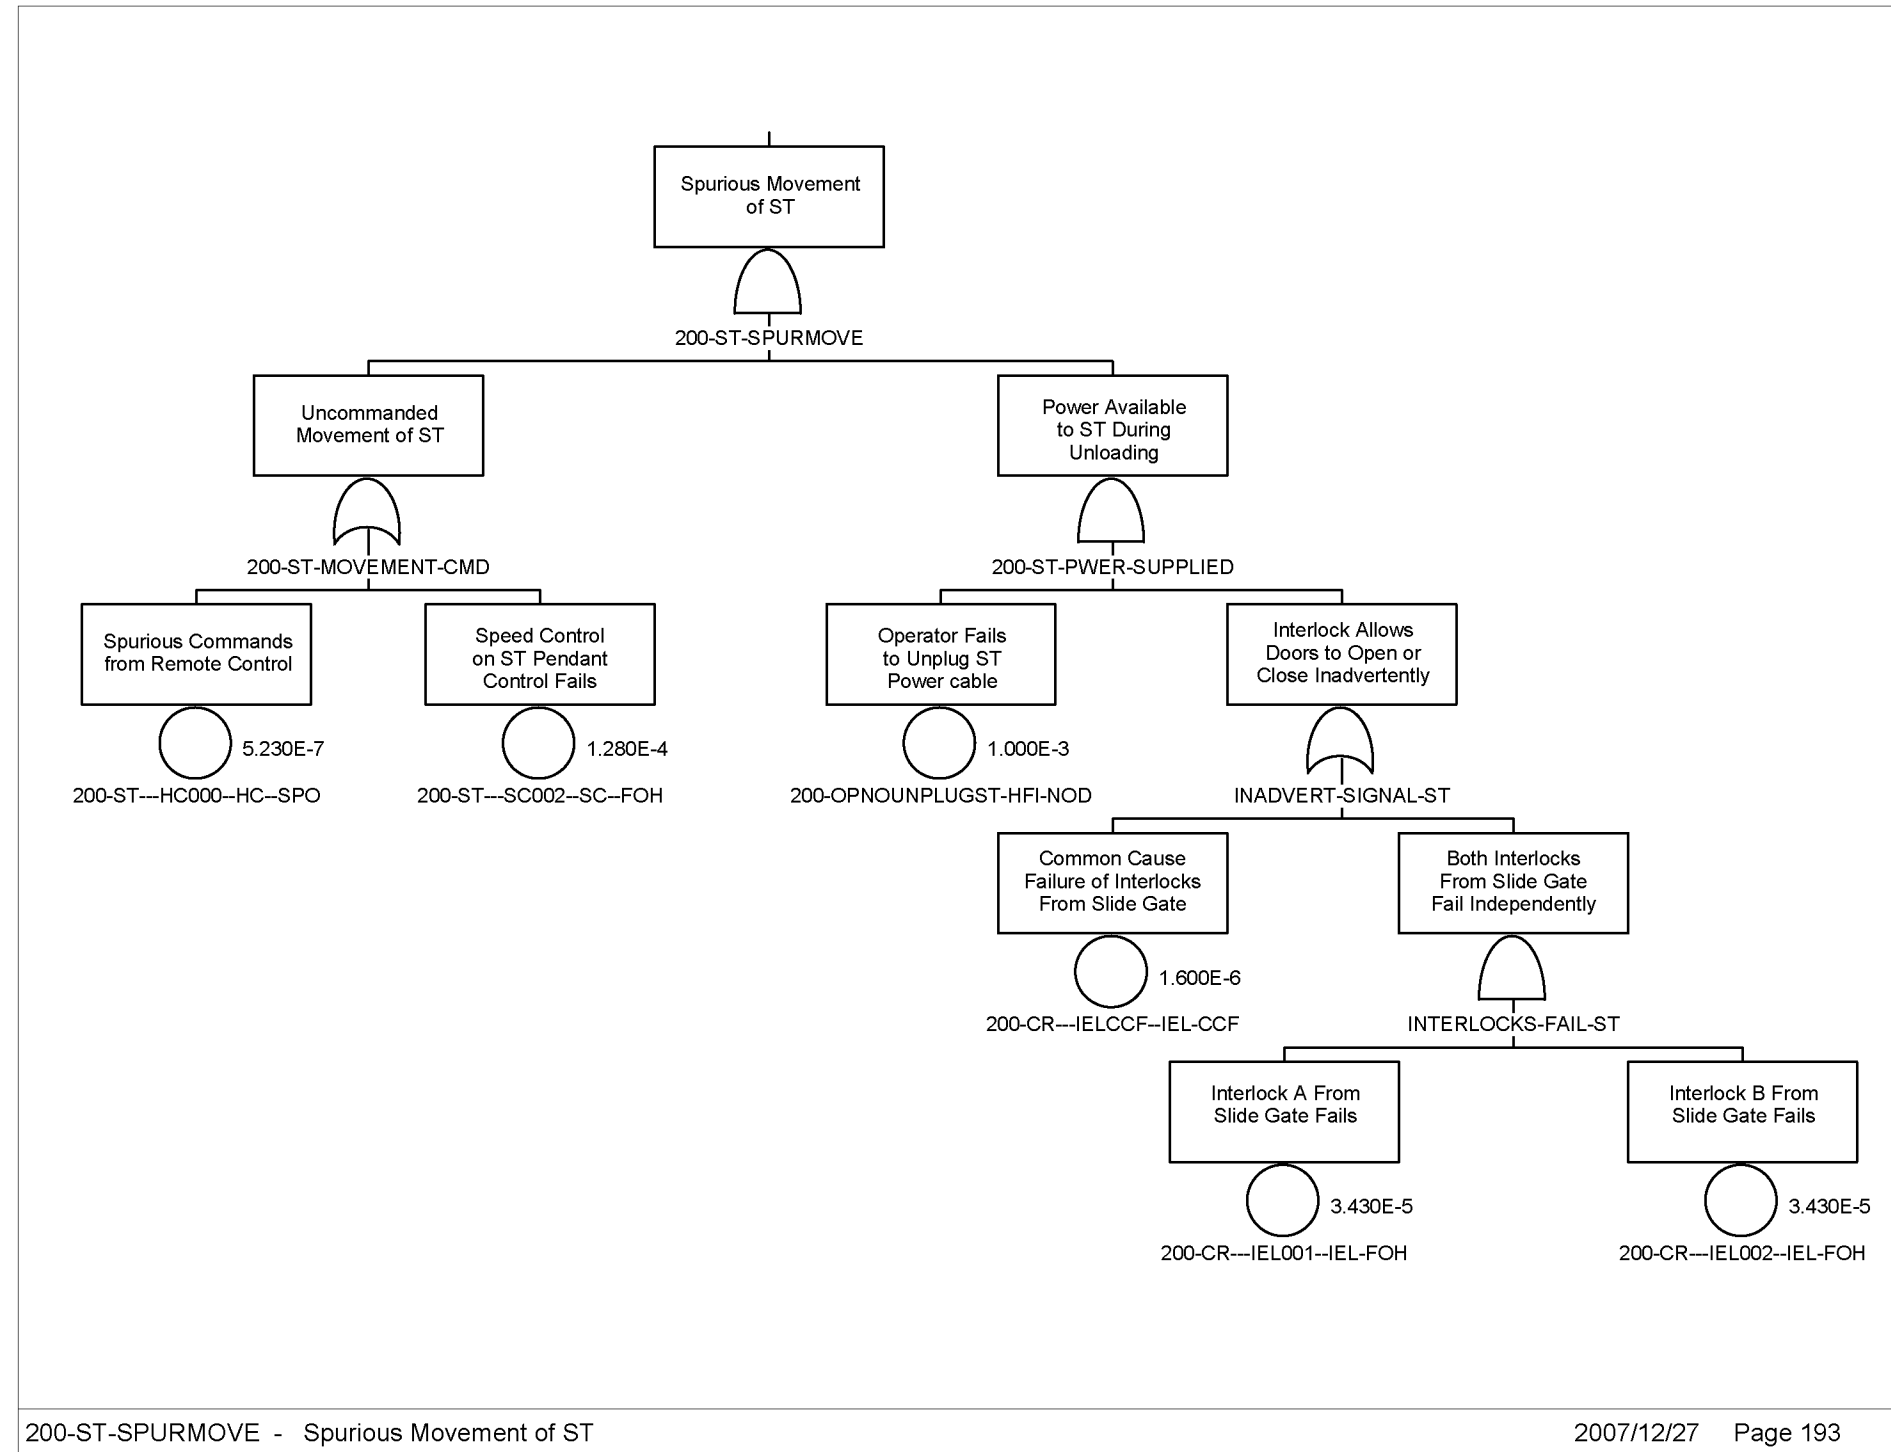 Spurious Movement
of ST
200-ST-SPURMOVE
Uncommanded
Movement of ST
200-ST-MOVEMENT-CMD
Power Available
to ST During
Unloading
200-ST-PWER-SUPPLIED
Spurious Commands
from Remote Control
5.230E-7
200-ST---HC000--HC--SPO
Speed Control
on ST Pendant
Control Fails
1.280E-4
200-ST---SC002--SC--FOH
Operator Fails
to Unplug ST
Power cable
1.000E-3
200-OPNOUNPLUGST-HFI-NOD
Interlock Allows
Doors to Open or
Close Inadvertently
INADVERT-SIGNAL-ST
Common Cause
Failure of Interlocks
From Slide Gate
1.600E-6
200-CR---IELCCF--IEL-CCF
Both Interlocks
From Slide Gate
Fail Independently
INTERLOCKS-FAIL-ST
Interlock A From
Slide Gate Fails
3.430E-5
200-CR---IEL001--IEL-FOH
Interlock B From
Slide Gate Fails
3.430E-5
200-CR---IEL002--IEL-FOH
200-ST-SPURMOVE - Spurious Movement of ST
2007/12/27 Page 193